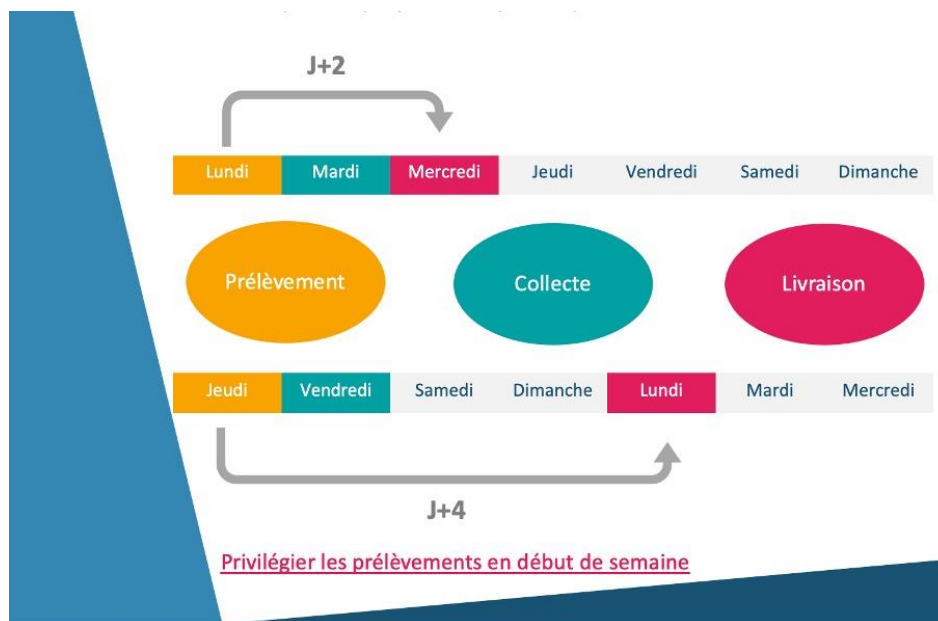 J+2
Lundi Mardi Mercredi Jeudi Vendredi Samedi Dimanche
Prélèvement Collecte Livraison
Jeudi Vendredi Samedi Dimanche Lundi Mardi Mercredi
J+4
Privilégier les prélèvements en début de semaine